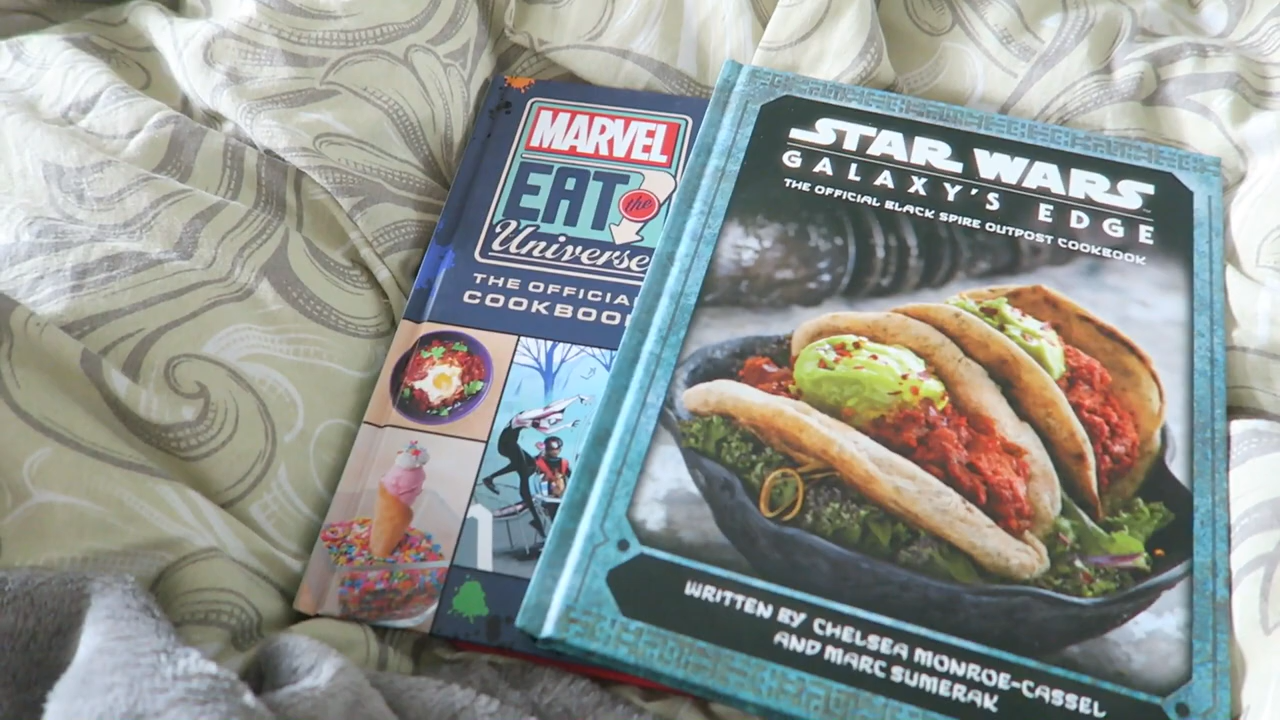 MARVEL
EAT the
Universe
THE OFFICIAL
COOKBOOK
STAR WARS
GALAXY'S EDGE
THE OFFICIAL BLACK SPIRE OUTPOST COOKBOOK
WRITTEN BY CHELSEA MONROE-CASSEL
AND MARC SUMERAK